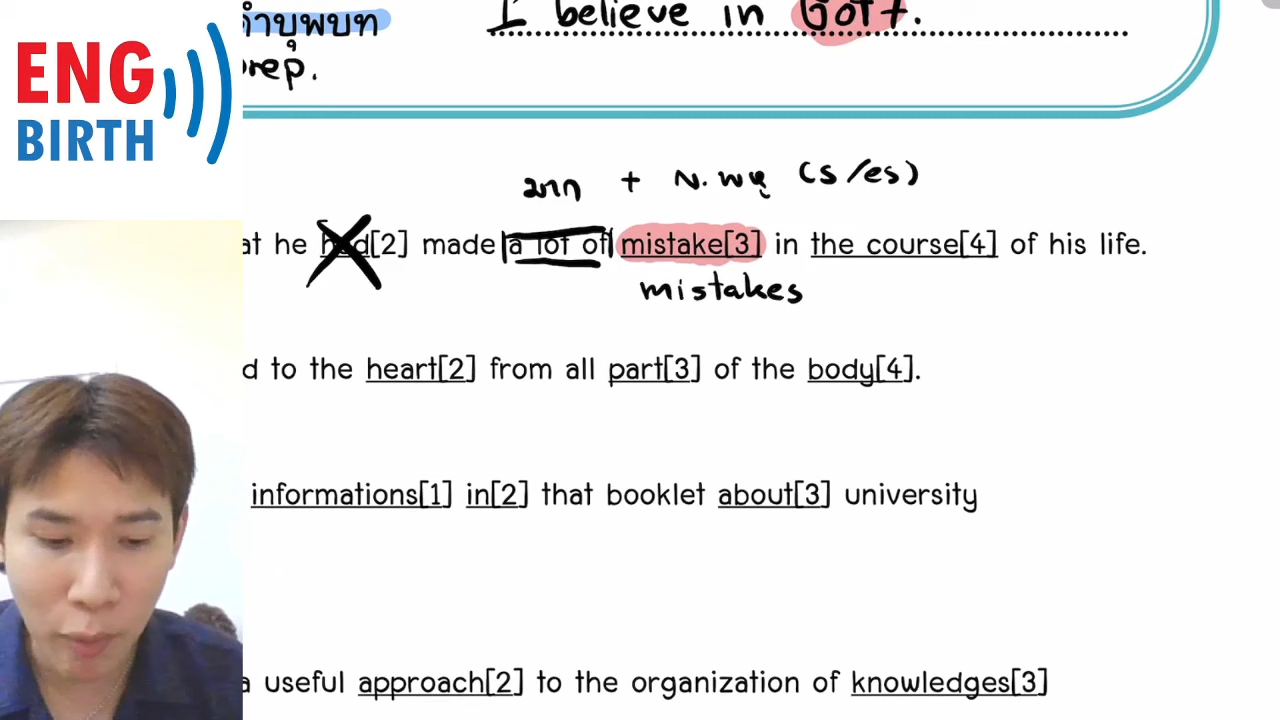 ENG
BIRTH
คำบุพบท
I believe in GOT7.
prep.
มาก + N.พหู (s/es)
at he had[2] made a lot of mistake[3] in the course[4] of his life.
mistakes
d to the heart[2] from all part[3] of the body[4].
informations[1] in[2] that booklet about[3] university
a useful approach[2] to the organization of knowledges[3]